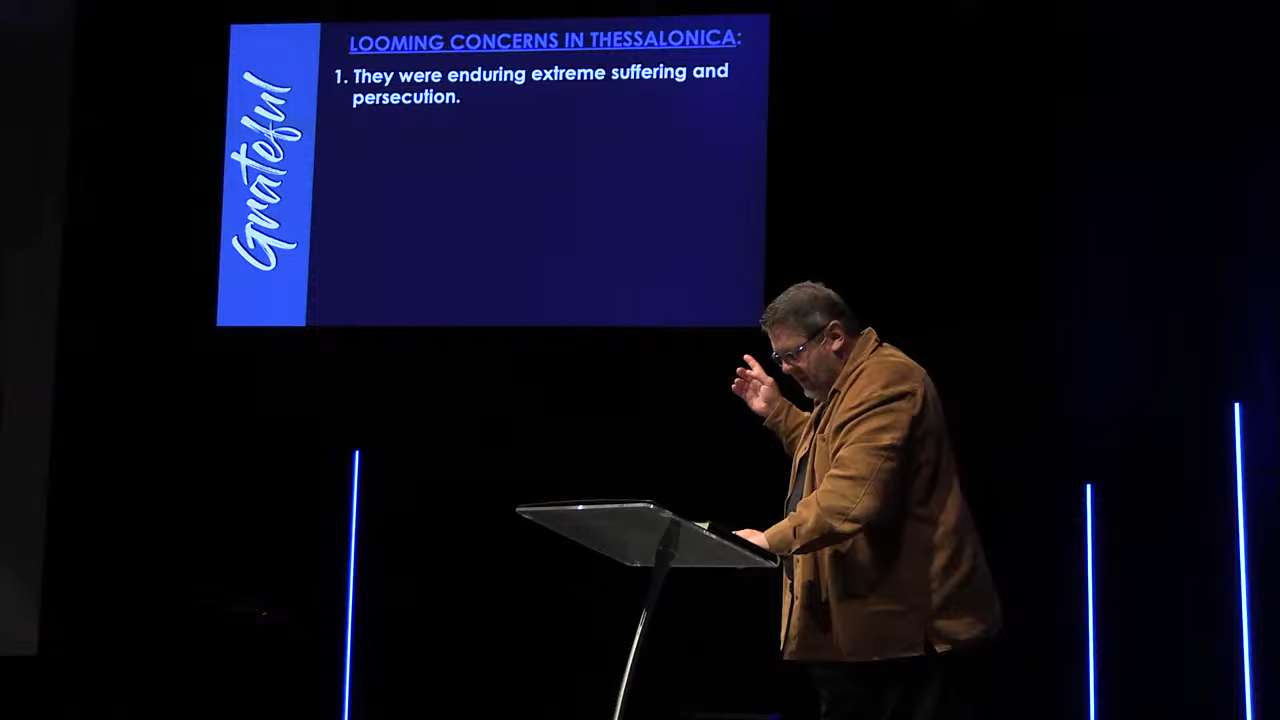 Grateful
LOOMING CONCERNS IN THESSALONICA:
1. They were enduring extreme suffering and
persecution.